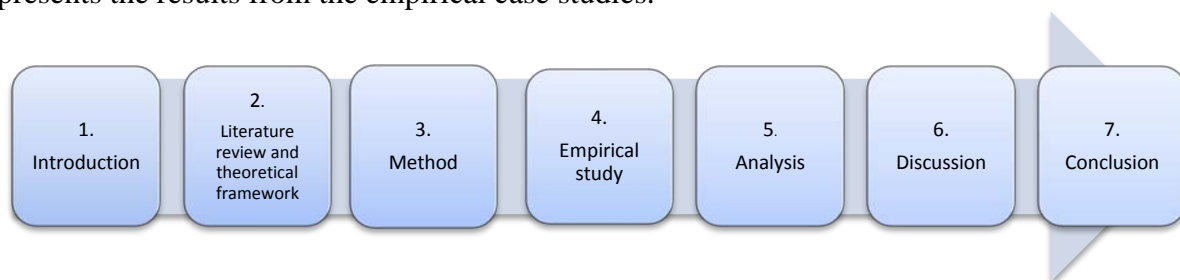 presents the results from the empirical case studies.
1.
Introduction
2.
Literature
review and
theoretical
framework
3.
Method
4.
Empirical
study
5.
Analysis
6.
Discussion
7.
Conclusion